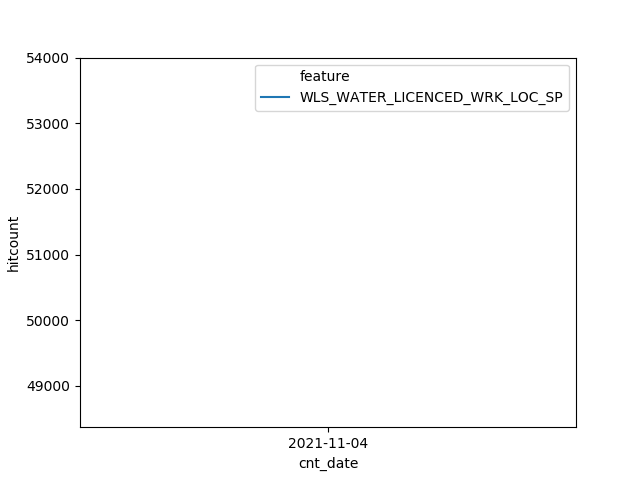 54000
53000
52000
51000
50000
49000
hitcount
feature
WLS_WATER_LICENCED_WRK_LOC_SP
2021-11-04
cnt_date